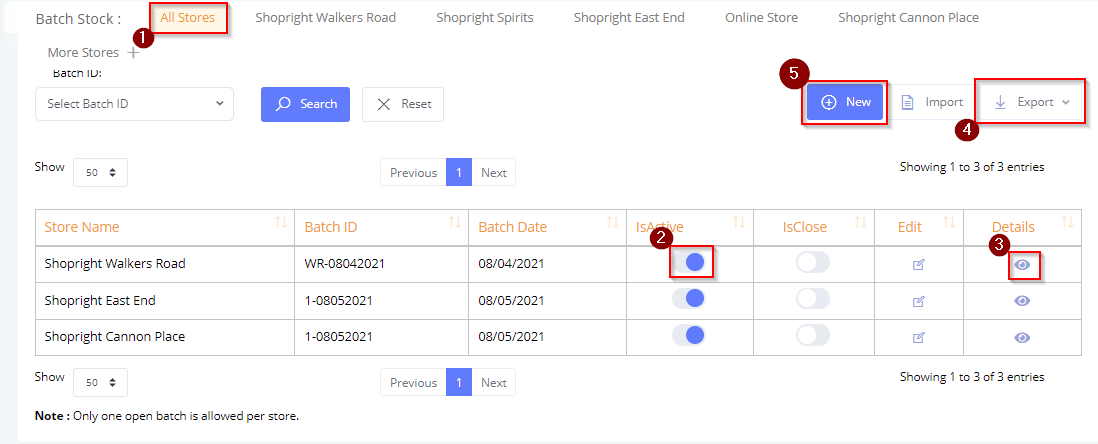 Batch Stock : All Stores Shopright Walkers Road Shopright Spirits Shopright East End Online Store Shopright Cannon Place
1
More Stores
Batch ID:
5
Select Batch ID Search Reset New Import Export
4
Show 50 Previous 1 Next Showing 1 to 3 of 3 entries
Store Name Batch ID Batch Date IsActive IsClose Edit Details
2 3
Shopright Walkers Road WR-08042021 08/04/2021
Shopright East End 1-08052021 08/05/2021
Shopright Cannon Place 1-08052021 08/05/2021
Show 50 Previous 1 Next Showing 1 to 3 of 3 entries
Note : Only one open batch is allowed per store.